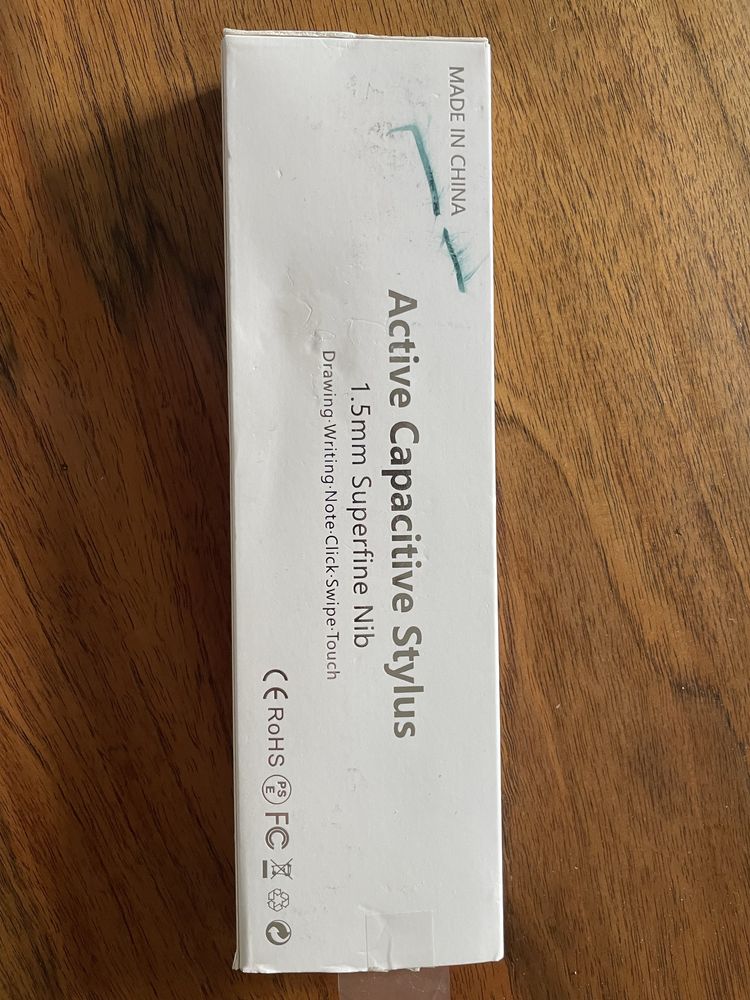 MADE IN CHINA
Active Capacitive Stylus
1.5mm Superfine Nib
Drawing·Writing·Note·Click·Swipe·Touch
CE RoHS PS E FC